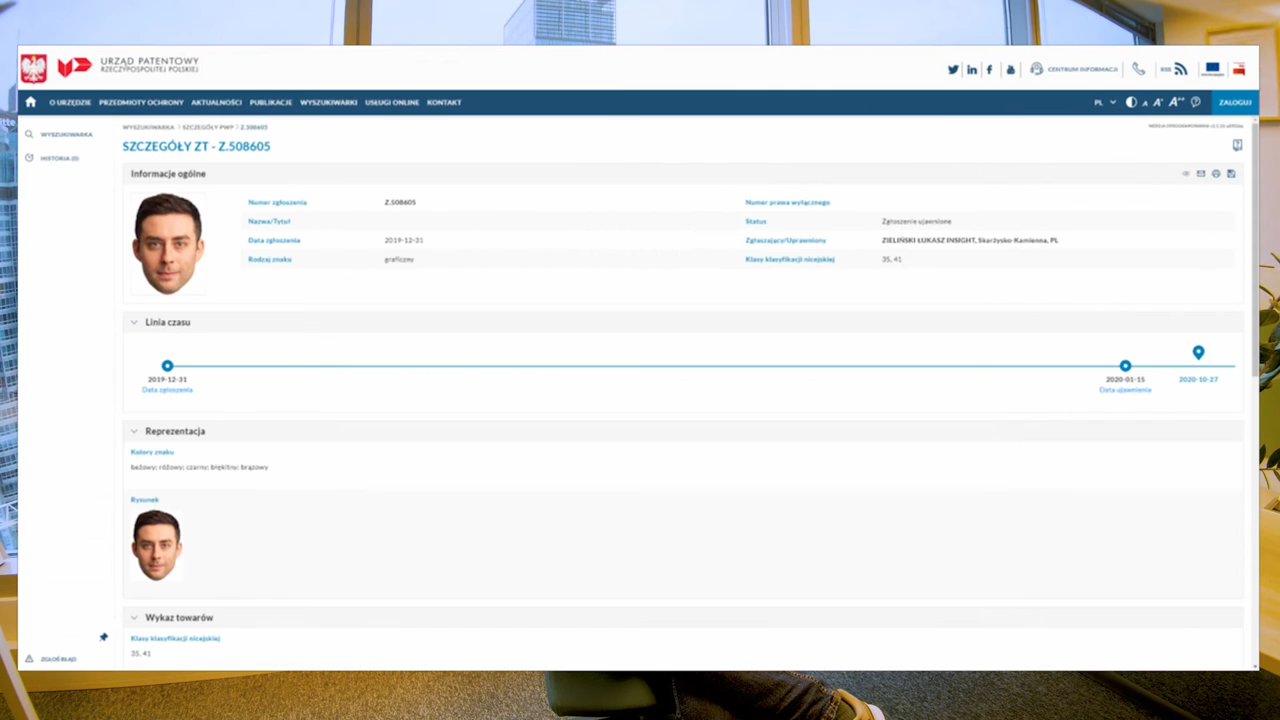 URZĄD PATENTOWY
RZECZYPOSPOLITEJ POLSKIEJ
CENTRUM INFORMACJI
RSS
O URZĘDZIE PRZEDMIOTY OCHRONY AKTUALNOŚCI PUBLIKACJE WYSZUKIWARKI USŁUGI ONLINE KONTAKT
PL
A A+ A++
ZALOGUJ
WYSZUKIWARKA
HISTORIA (0)
WYSZUKIWARKA > SZCZEGÓŁY PWP > Z.508605
SZCZEGÓŁY ZT - Z.508605
Informacje ogólne
Numer zgłoszenia Z.508605 Numer prawa wyłącznego
Nazwa/Tytuł Status Zgłoszenie ujawnione
Data zgłoszenia 2019-12-31 Zgłaszający/Uprawniony ZIELIŃSKI ŁUKASZ INSIGHT, Skarżysko-Kamienna, PL
Rodzaj znaku graficzny Klasy klasyfikacji nicejskiej 35, 41
Linia czasu
2019-12-31 2020-01-15 2020-10-27
Data zgłoszenia Data ujawnienia
Reprezentacja
Kolory znaku
beżowy; różowy; czarny; błękitny; brązowy
Rysunek
Wykaz towarów
Klasy klasyfikacji nicejskiej
35, 41
ZGŁOŚ BŁĄD